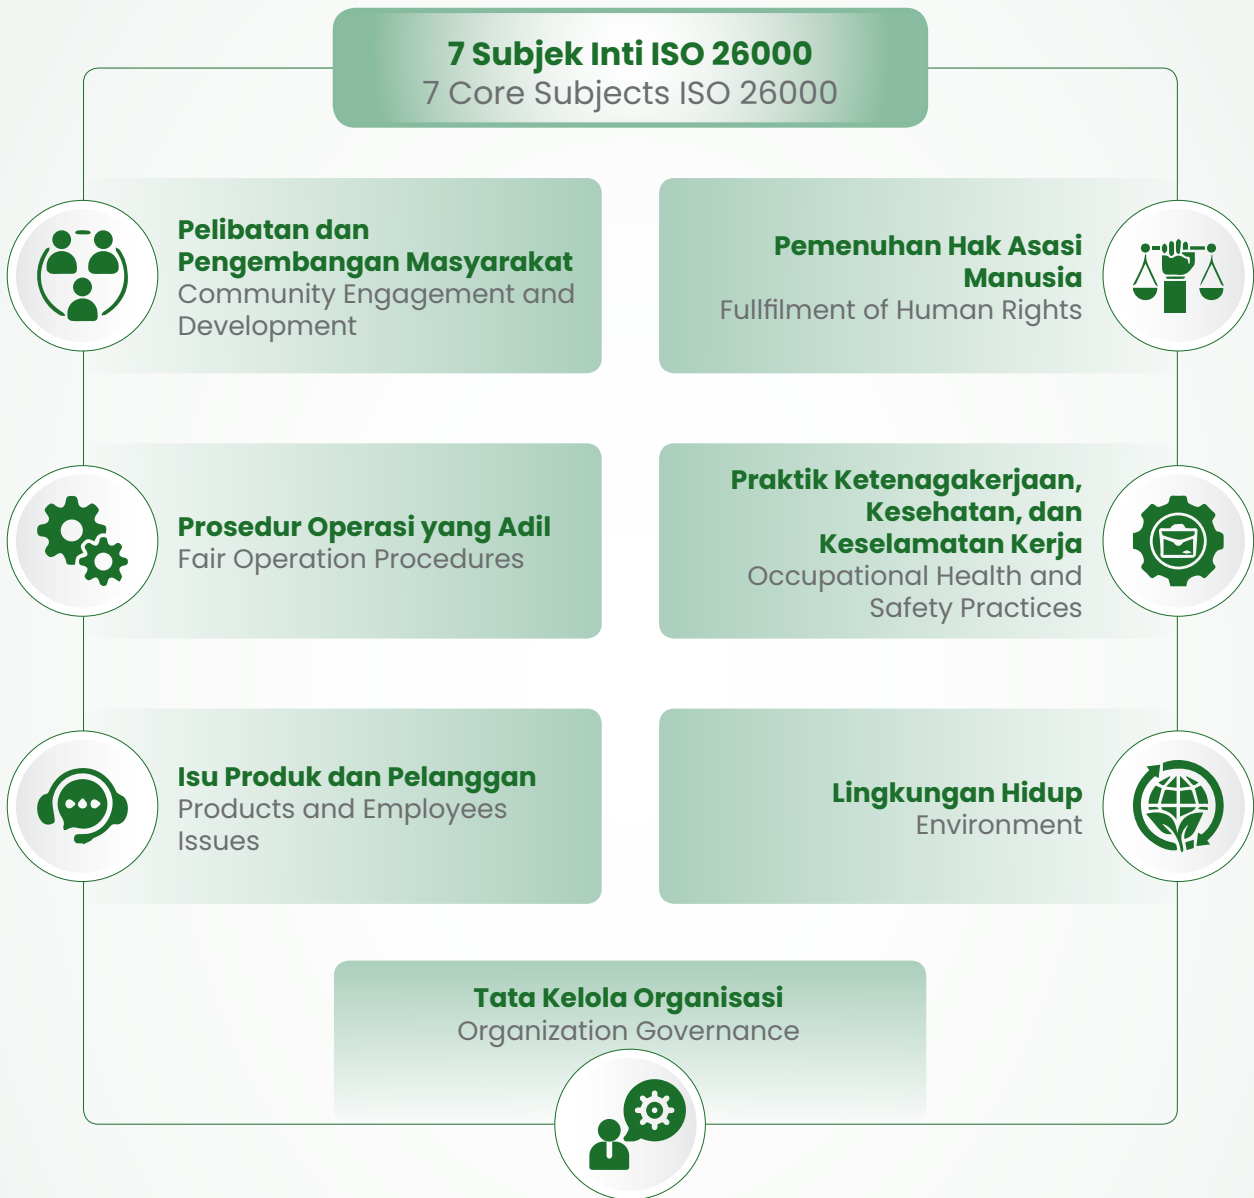 7 Subjek Inti ISO 26000
7 Core Subjects ISO 26000
Pelibatan dan
Pengembangan Masyarakat
Community Engagement and
Development
Pemenuhan Hak Asasi
Manusia
Fullfilment of Human Rights
Prosedur Operasi yang Adil
Fair Operation Procedures
Praktik Ketenagakerjaan,
Kesehatan, dan
Keselamatan Kerja
Occupational Health and
Safety Practices
Isu Produk dan Pelanggan
Products and Employees
Issues
Lingkungan Hidup
Environment
Tata Kelola Organisasi
Organization Governance